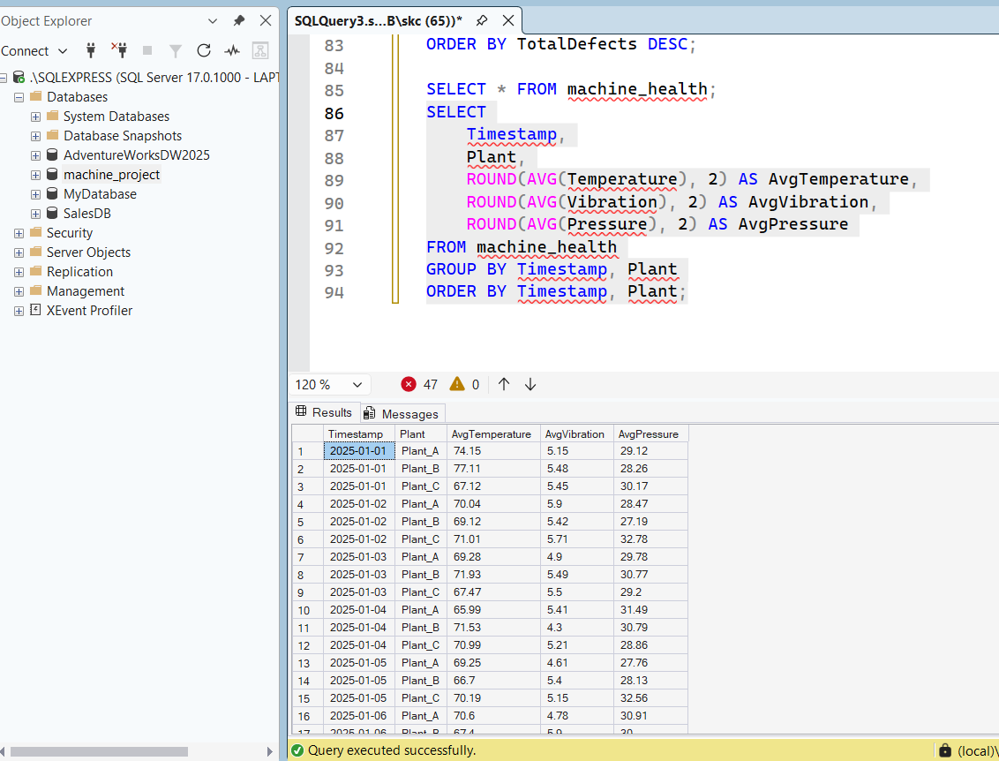 Object Explorer
Connect
.\SQLEXPRESS (SQL Server 17.0.1000 - LAPT
Databases
System Databases
Database Snapshots
AdventureWorksDW2025
machine_project
MyDatabase
SalesDB
Security
Server Objects
Replication
Management
XEvent Profiler
SQLQuery3.s...B\skc (65))*
83 ORDER BY TotalDefects DESC;
84
85 SELECT * FROM machine_health;
86 SELECT
87 Timestamp,
88 Plant,
89 ROUND(AVG(Temperature), 2) AS AvgTemperature,
90 ROUND(AVG(Vibration), 2) AS AvgVibration,
91 ROUND(AVG(Pressure), 2) AS AvgPressure
92 FROM machine_health
93 GROUP BY Timestamp, Plant
94 ORDER BY Timestamp, Plant;
120 % 47 0
Results Messages
Timestamp Plant AvgTemperature AvgVibration AvgPressure
1 2025-01-01 Plant_A 74.15 5.15 29.12
2 2025-01-01 Plant_B 77.11 5.48 28.26
3 2025-01-01 Plant_C 67.12 5.45 30.17
4 2025-01-02 Plant_A 70.04 5.9 28.47
5 2025-01-02 Plant_B 69.12 5.42 27.19
6 2025-01-02 Plant_C 71.01 5.71 32.78
7 2025-01-03 Plant_A 69.28 4.9 29.78
8 2025-01-03 Plant_B 71.93 5.49 30.77
9 2025-01-03 Plant_C 67.47 5.5 29.2
10 2025-01-04 Plant_A 65.99 5.41 31.49
11 2025-01-04 Plant_B 71.53 4.3 30.79
12 2025-01-04 Plant_C 70.99 5.21 28.86
13 2025-01-05 Plant_A 69.25 4.61 27.76
14 2025-01-05 Plant_B 66.7 5.4 28.13
15 2025-01-05 Plant_C 70.19 5.15 32.56
16 2025-01-06 Plant_A 70.6 4.78 30.91
17 2025-01-06 Plant_B 67.4 5.9 30
Query executed successfully.
(local)\